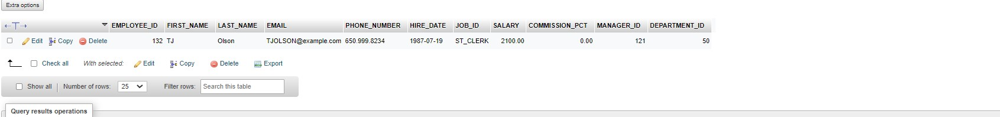 Extra options
←T→ EMPLOYEE_ID FIRST_NAME LAST_NAME EMAIL PHONE_NUMBER HIRE_DATE JOB_ID SALARY COMMISSION_PCT MANAGER_ID DEPARTMENT_ID
Edit Copy Delete 132 TJ Olson TJOLSON@example.com 650.999.8234 1987-07-19 ST_CLERK 2100.00 0.00 121 50
Check all With selected: Edit Copy Delete Export
Show all Number of rows: 25 Filter rows: Search this table
Query results operations